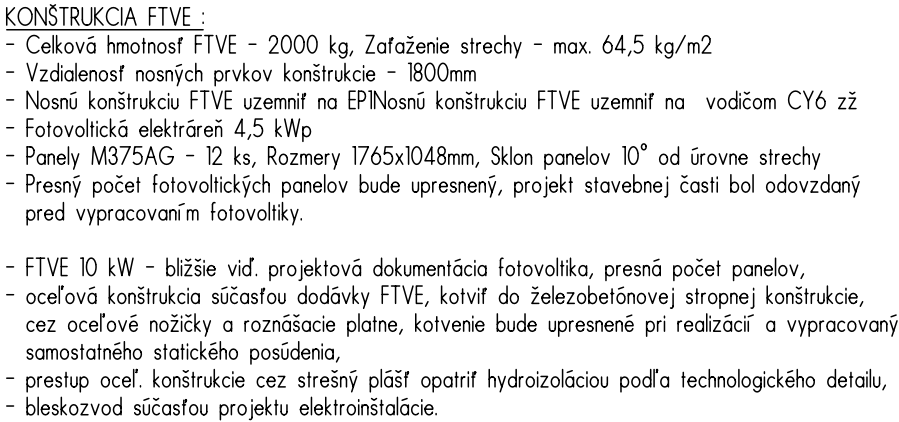 KONŠTRUKCIA FTVE :
- Celková hmotnosť FTVE - 2000 kg, Zaťaženie strechy - max. 64,5 kg/m2
- Vzdialenosť nosných prvkov konštrukcie - 1800mm
- Nosnú konštrukciu FTVE uzemniť na EP1Nosnú konštrukciu FTVE uzemniť na vodičom CY6 zž
- Fotovoltická elektráreň 4,5 kWp
- Panely M375AG - 12 ks, Rozmery 1765x1048mm, Sklon panelov 10° od úrovne strechy
- Presný počet fotovoltických panelov bude upresnený, projekt stavebnej časti bol odovzdaný
pred vypracovaním fotovoltiky.
- FTVE 10 kW - bližšie viď. projektová dokumentácia fotovoltika, presná počet panelov,
- oceľová konštrukcia súčasťou dodávky FTVE, kotviť do železobetónovej stropnej konštrukcie,
cez oceľové nožičky a roznášacie platne, kotvenie bude upresnené pri realizácií a vypracovaný
samostatného statického posúdenia,
- prestup oceľ. konštrukcie cez strešný plášť opatriť hydroizoláciou podľa technologického detailu,
- bleskozvod súčasťou projektu elektroinštalácie.